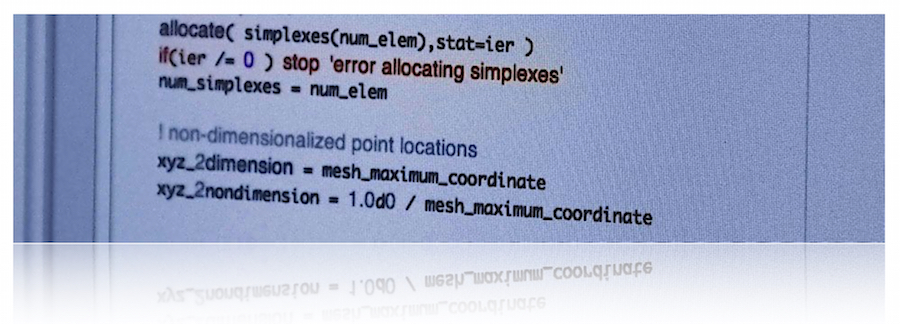 allocate( simplexes(num_elem),stat=ier )
if(ier /= 0 ) stop 'error allocating simplexes'
num_simplexes = num_elem
! non-dimensionalized point locations
xyz_2dimension = mesh_maximum_coordinate
xyz_2nondimension = 1.0d0 / mesh_maximum_coordinate